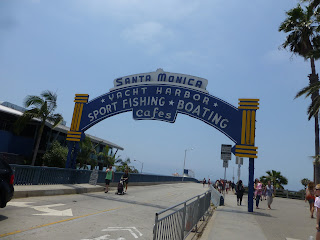 Santa Monica
* YACHT HARBOR *
SPORT FISHING * BOATING
Cafes